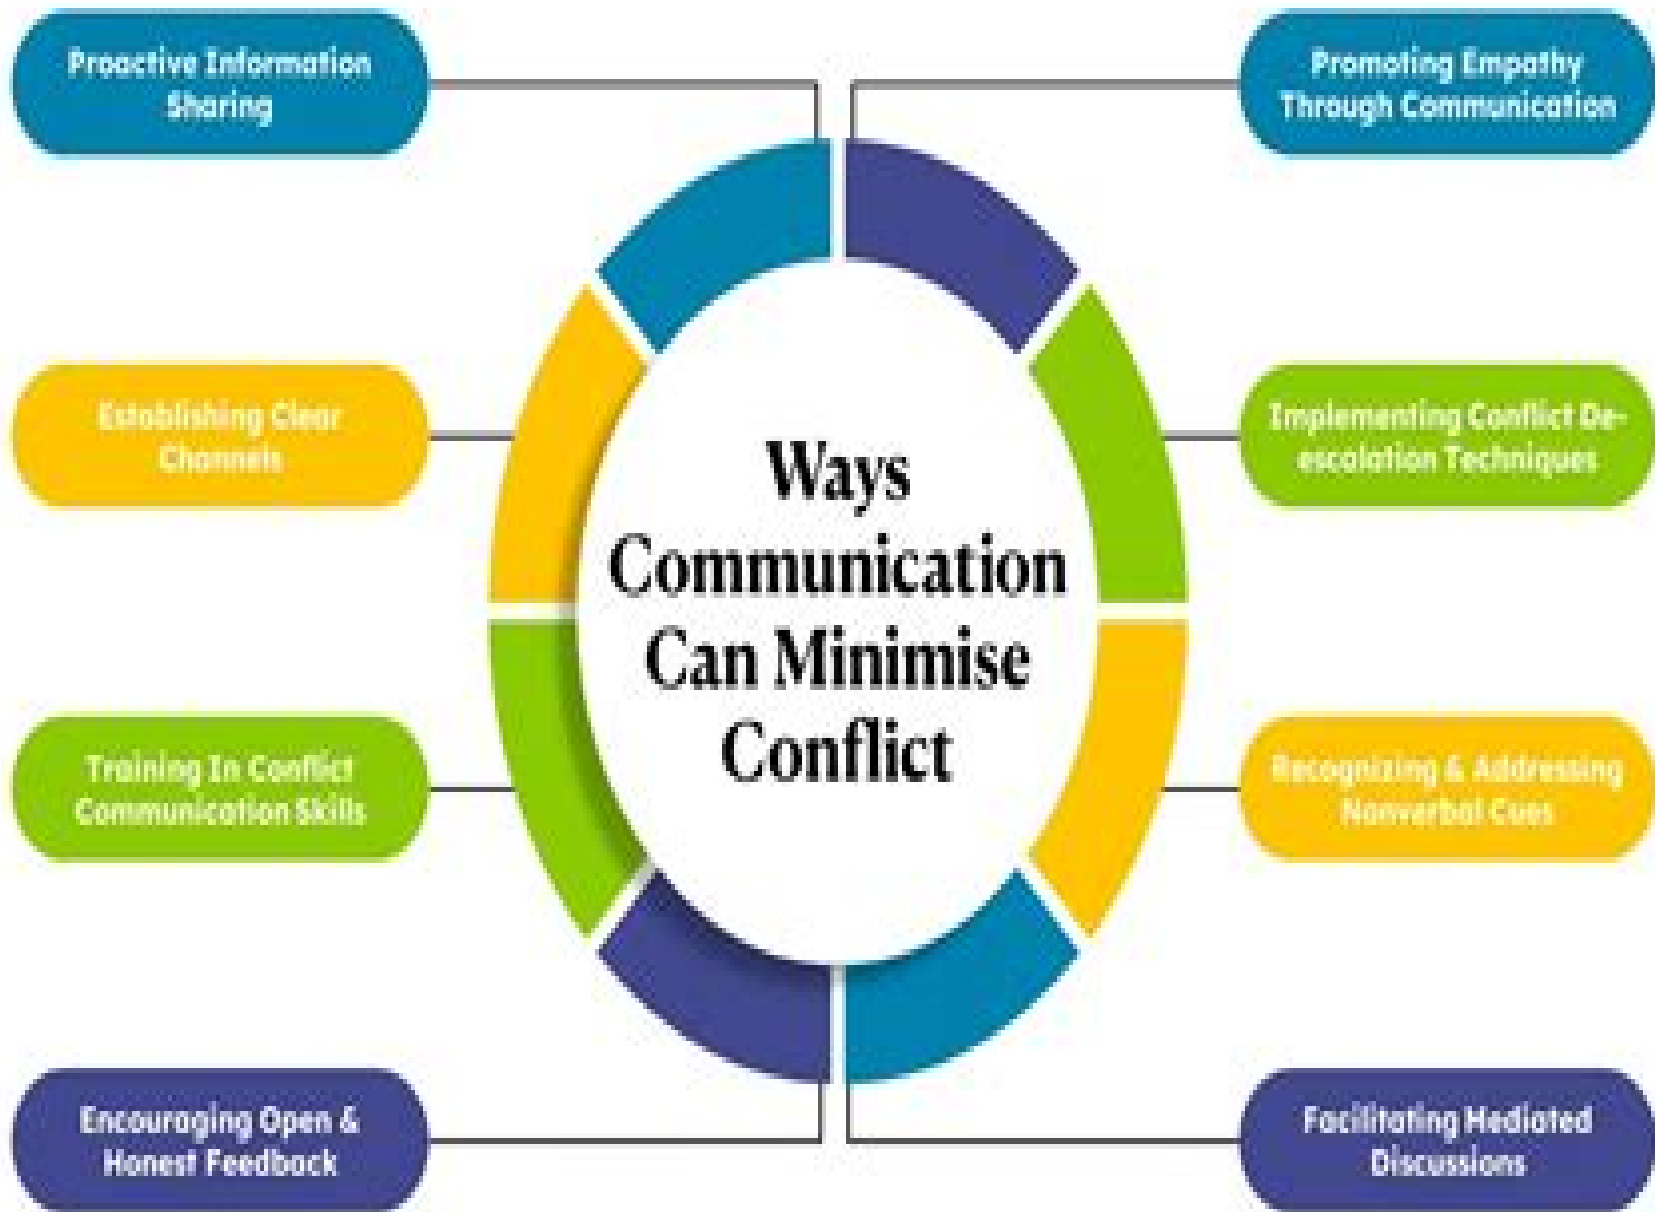 Proactive Information
Sharing
Promoting Empathy
Through Communication
Establishing Clear
Channels
Implementing Conflict De-
escalation Techniques
Ways
Communication
Can Minimise
Conflict
Training In Conflict
Communication Skills
Recognizing & Addressing
Nonverbal Cues
Encouraging Open &
Honest Feedback
Facilitating Mediated
Discussions